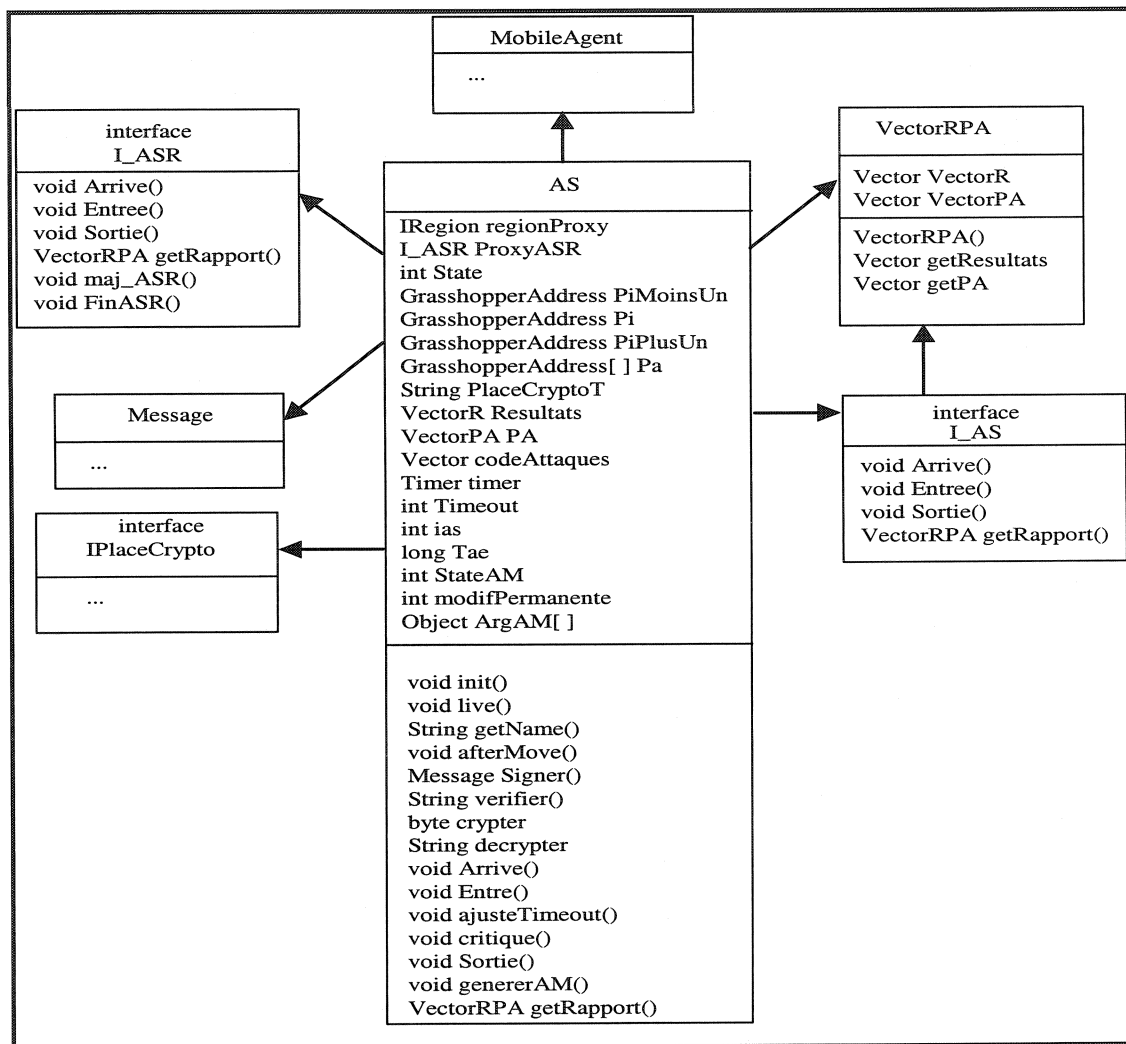 MobileAgent
...
interface
I_ASR
void Arrive()
void Entree()
void Sortie()
VectorRPA getRapport()
void maj_ASR()
void FinASR()
Message
...
interface
IPlaceCrypto
...
AS
IRegion regionProxy
I_ASR ProxyASR
int State
GrasshopperAddress PiMoinsUn
GrasshopperAddress Pi
GrasshopperAddress PiPlusUn
GrasshopperAddress[ ] Pa
String PlaceCryptoT
VectorR Resultats
VectorPA PA
Vector codeAttaques
Timer timer
int Timeout
int ias
long Tae
int StateAM
int modifPermanente
Object ArgAM[ ]
void init()
void live()
String getName()
void afterMove()
Message Signer()
String verifier()
byte crypter
String decrypter
void Arrive()
void Entre()
void ajusteTimeout()
void critique()
void Sortie()
void genererAM()
VectorRPA getRapport()
VectorRPA
Vector VectorR
Vector VectorPA
VectorRPA()
Vector getResultats
Vector getPA
interface
I_AS
void Arrive()
void Entree()
void Sortie()
VectorRPA getRapport()